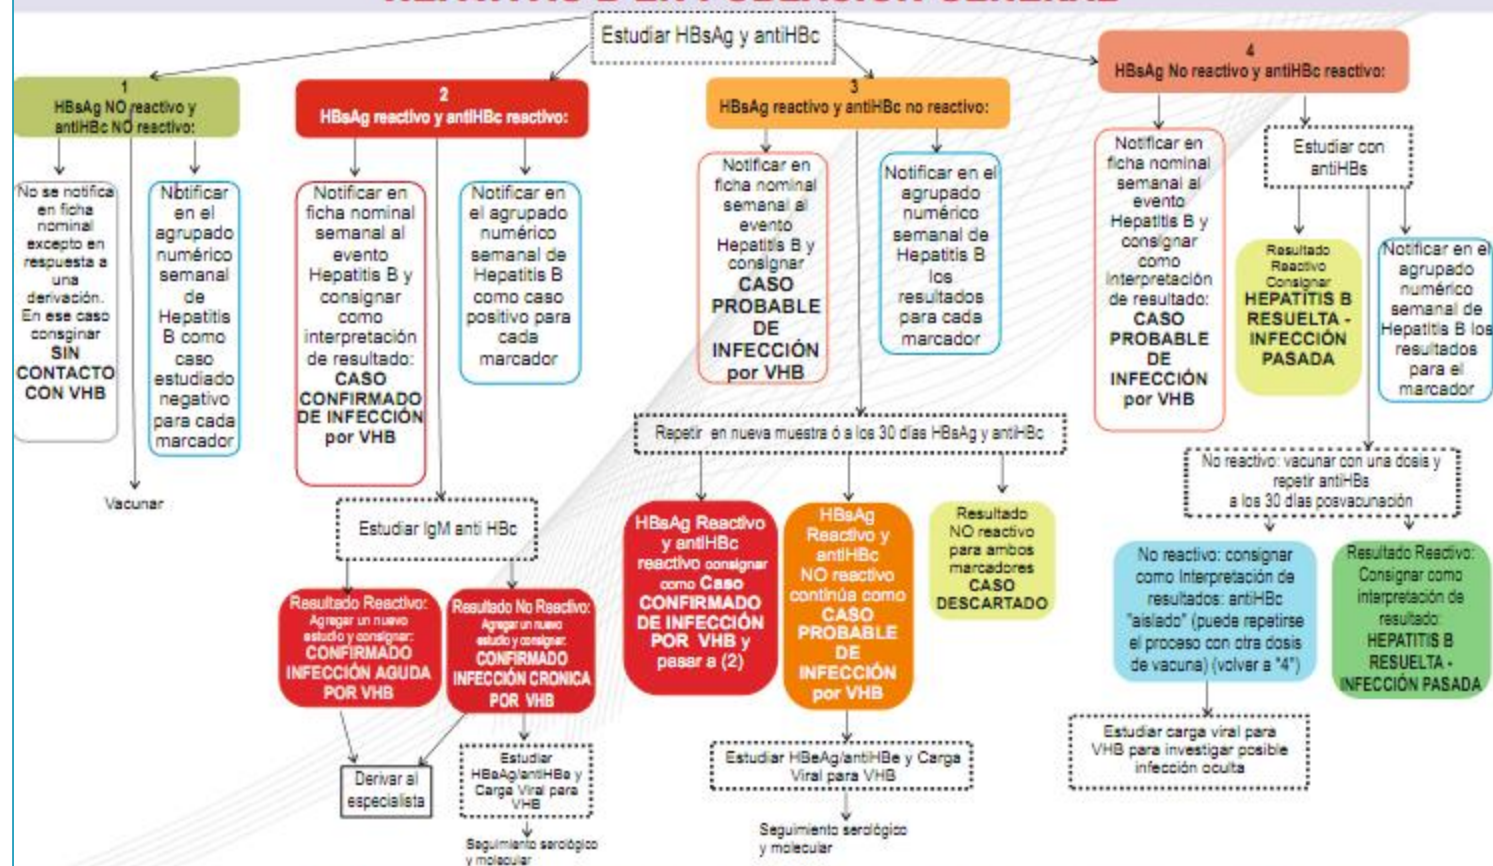 Estudiar HBsAg y antiHBc
1
HBsAg NO reactivo y
antiHBc NO reactivo:
No se notifica
en ficha
nominal
excepto en
respuesta a
una
derivación.
En ese caso
consginar
SIN
CONTACTO
CON VHB
Vacunar
Notificar
en el
agrupado
numérico
semanal
de
Hepatitis
B como
caso
estudiado
negativo
para cada
marcador
2
HBsAg reactivo y antiHBc reactivo:
Notificar en
ficha nominal
semanal al
evento
Hepatitis B y
consignar
como
interpretación
de resultado:
CASO
CONFIRMADO
DE INFECCIÓN
por VHB
Notificar en
el agrupado
numérico
semanal de
Hepatitis B
como caso
positivo para
cada
marcador
Estudiar IgM anti HBc
Resultado Reactivo:
Agregar un nuevo
estudio y consignar:
CONFIRMADO
INFECCIÓN AGUDA
POR VHB
Resultado No Reactivo:
Agregar un nuevo
estudio y consignar:
CONFIRMADO
INFECCIÓN CRONICA
POR VHB
Derivar al
especialista
Estudiar
HBeAg/antiHBe y
Carga Viral para
VHB
Seguimiento serológico
y molecular
3
HBsAg reactivo y antiHBc no reactivo:
Notificar en
ficha nominal
semanal al
evento
Hepatitis B y
consignar
CASO
PROBABLE
DE
INFECCIÓN
por VHB
Notificar en el
agrupado
numérico
semanal de
Hepatitis B
los
resultados
para cada
marcador
Repetir en nueva muestra ó a los 30 días HBsAg y antiHBc
HBsAg Reactivo
y antiHBc
reactivo consignar
como Caso
CONFIRMADO
DE INFECCIÓN
POR VHB y
pasar a (2)
HBsAg
Reactivo y
antiHBc
NO reactivo
continúa como
CASO
PROBABLE
DE
INFECCIÓN
por VHB
Resultado
NO reactivo
para ambos
marcadores
CASO
DESCARTADO
Estudiar HBeAg/antiHBe y Carga
Viral para VHB
Seguimiento serológico
y molecular
4
HBsAg No reactivo y antiHBc reactivo:
Notificar en
ficha nominal
semanal al
evento
Hepatitis B y
consignar
como
interpretación
de resultado:
CASO
PROBABLE
DE
INFECCIÓN
por VHB
Estudiar con
antiHBs
Resultado
Reactivo
Consignar
HEPATITIS B
RESUELTA -
INFECCIÓN
PASADA
Notificar en el
agrupado
numérico
semanal de
Hepatitis B los
resultados
para el
marcador
No reactivo: vacunar con una dosis y
repetir antiHBs
a los 30 días posvacunación
No reactivo: consignar
como Interpretación de
resultados: antiHBc
"aislado" (puede repetirse
el proceso con otra dosis
de vacuna) (volver a "4")
Resultado Reactivo:
Consignar como
interpretación de
resultado:
HEPATITIS B
RESUELTA -
INFECCIÓN PASADA
Estudiar carga viral para
VHB para investigar posible
infección oculta